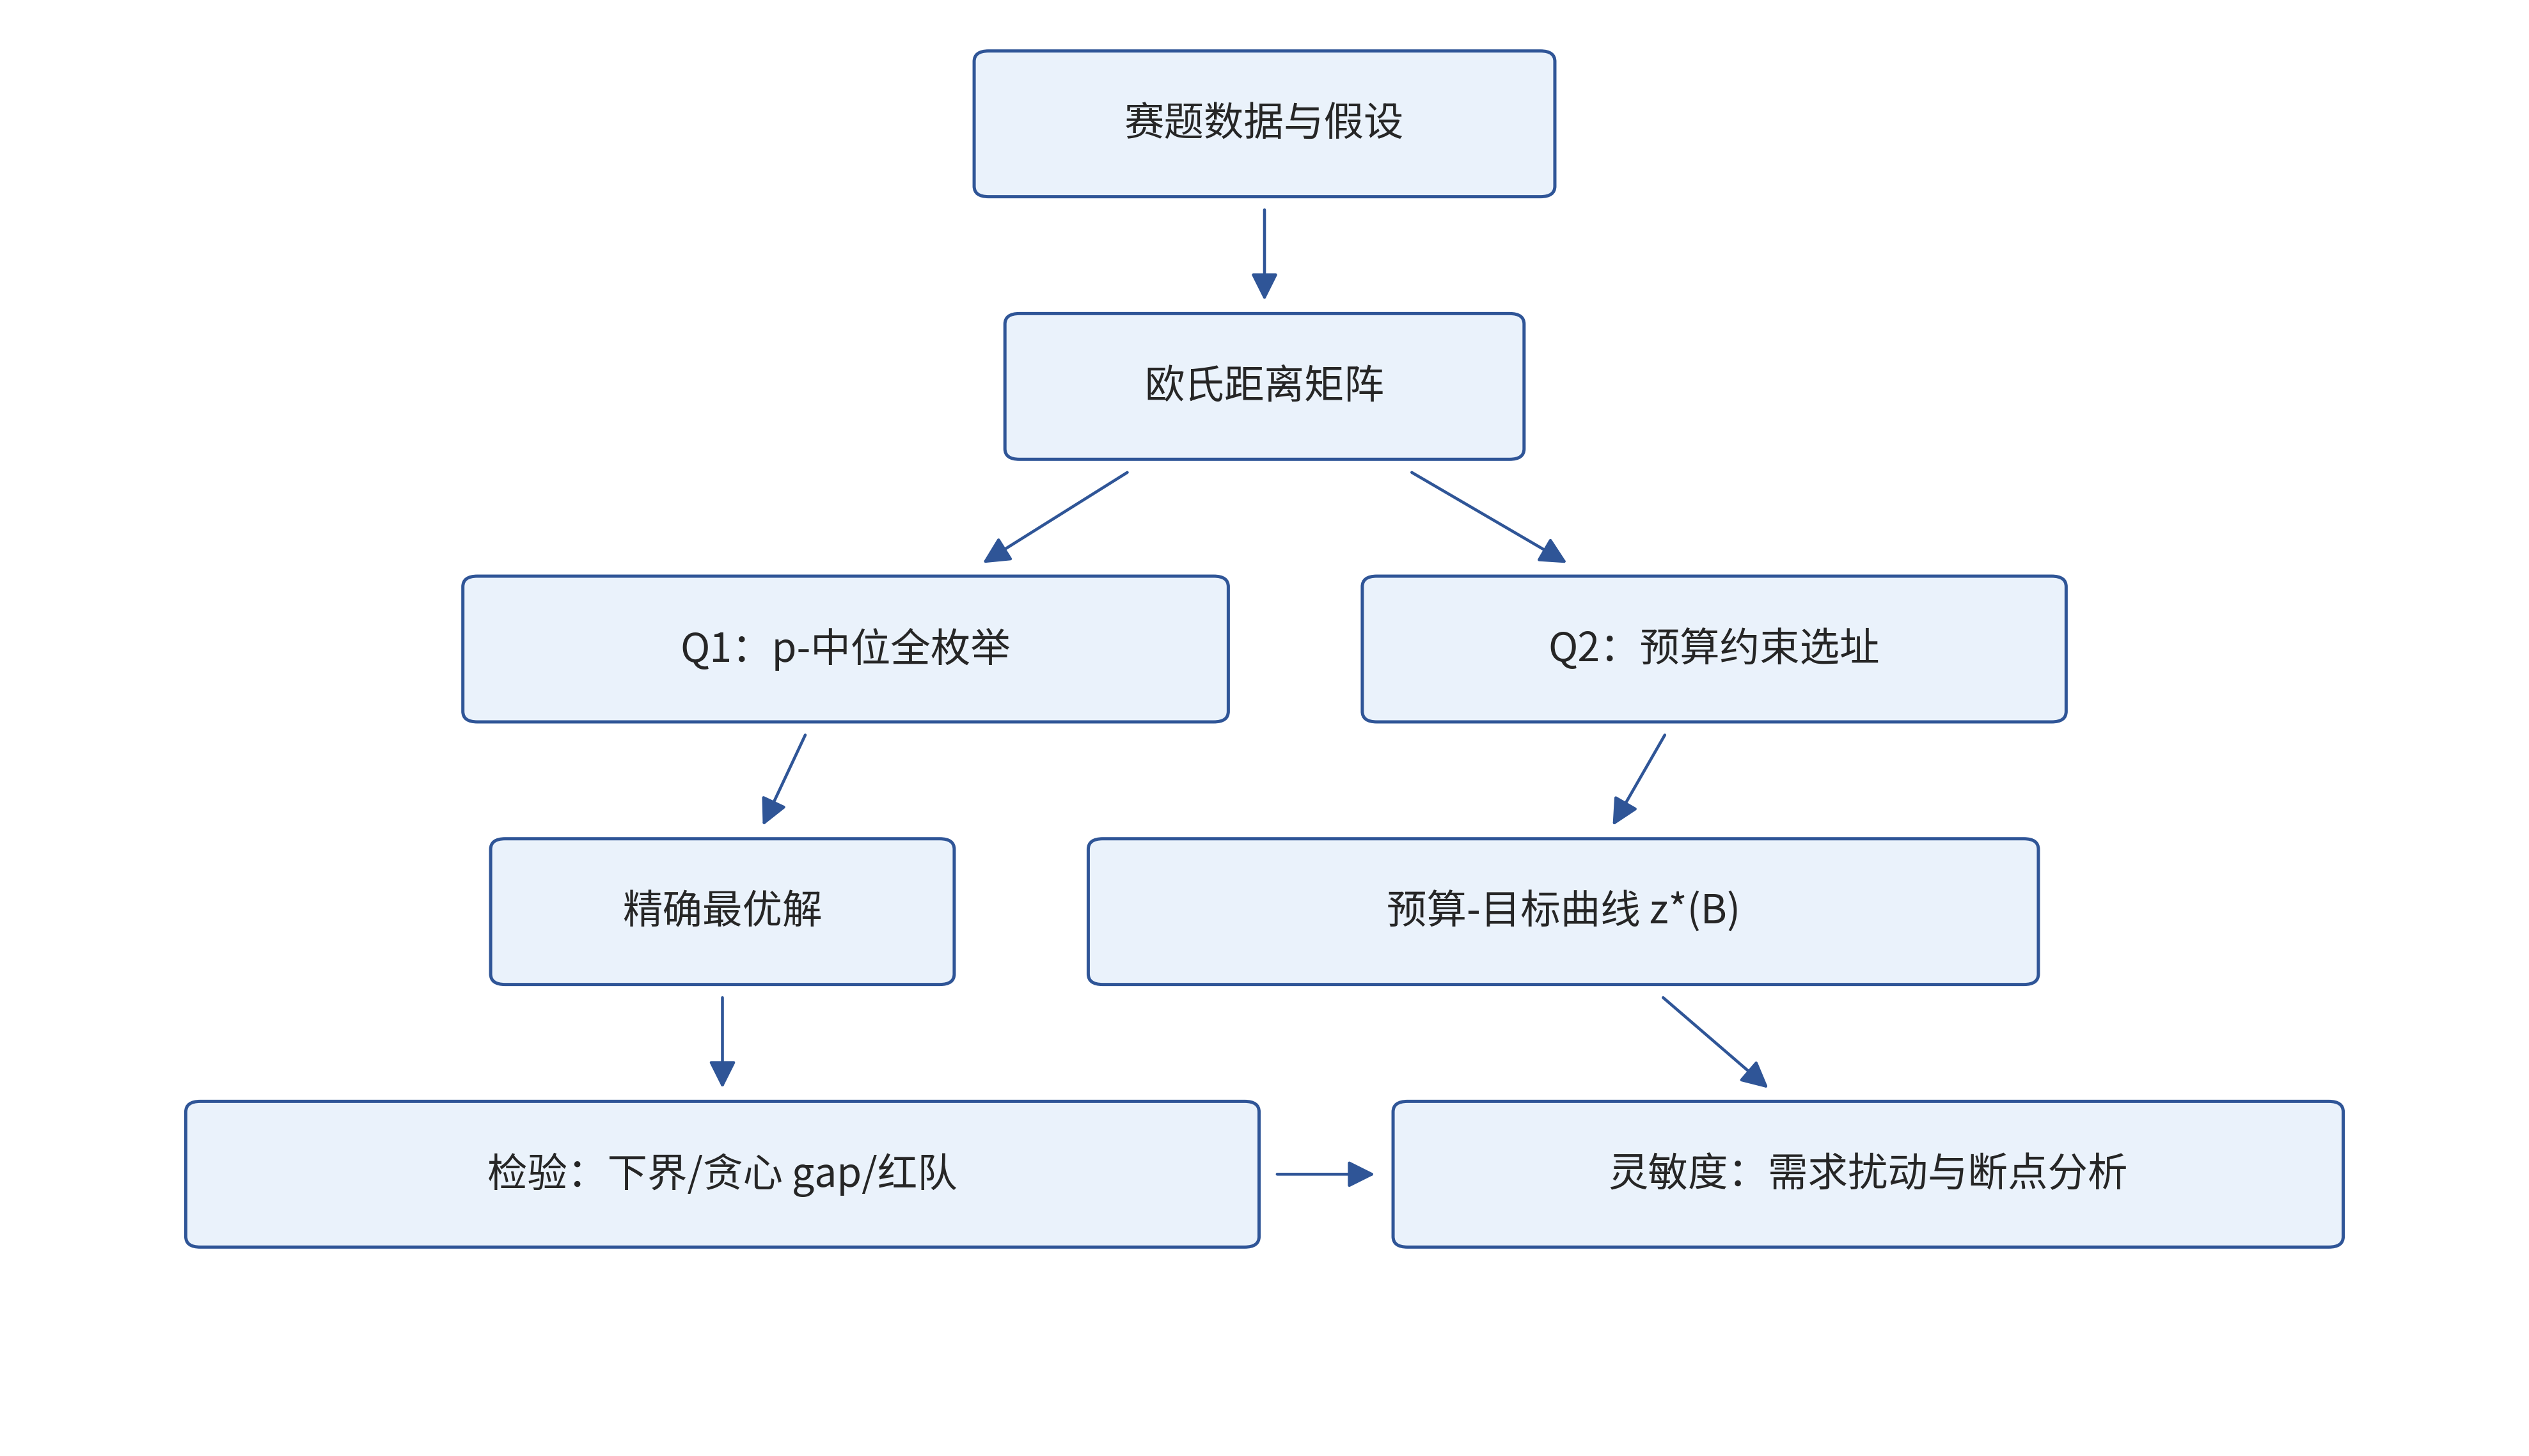 赛题数据与假设
欧氏距离矩阵
Q1：p-中位全枚举
Q2：预算约束选址
精确最优解
预算-目标曲线 z*(B)
检验：下界/贪心 gap/红队
灵敏度：需求扰动与断点分析